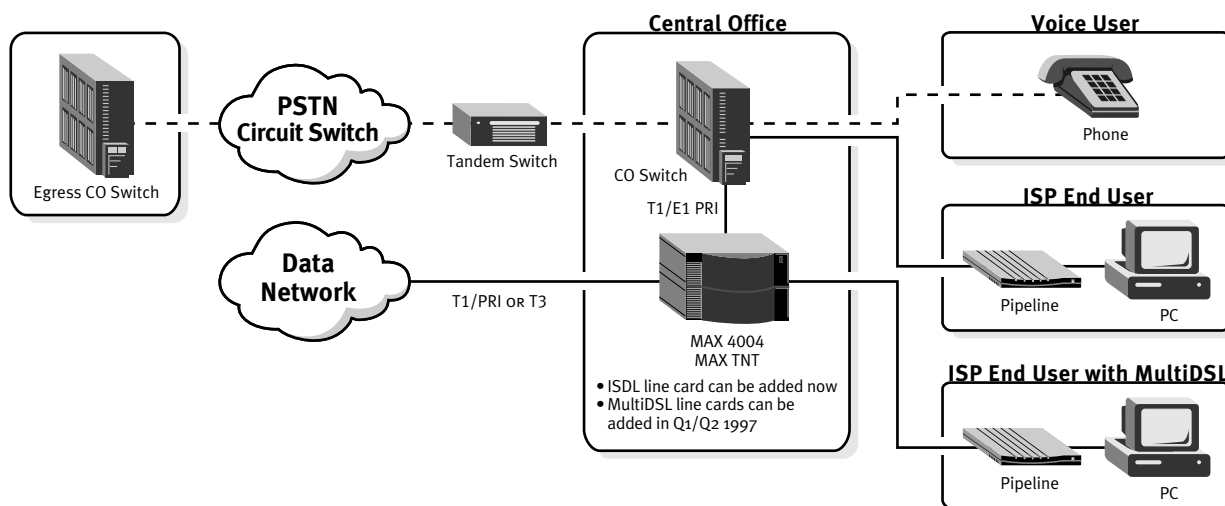 Central Office
Voice User
PSTN
Circuit Switch
Egress CO Switch
Tandem Switch
CO Switch
Phone
T1/E1 PRI
ISP End User
Data
Network
T1/PRI OR T3
Pipeline
PC
MAX 4004
MAX TNT
• ISDL line card can be added now
• MultiDSL line cards can be
added in Q1/Q2 1997
ISP End User with MultiDSL
Pipeline
PC